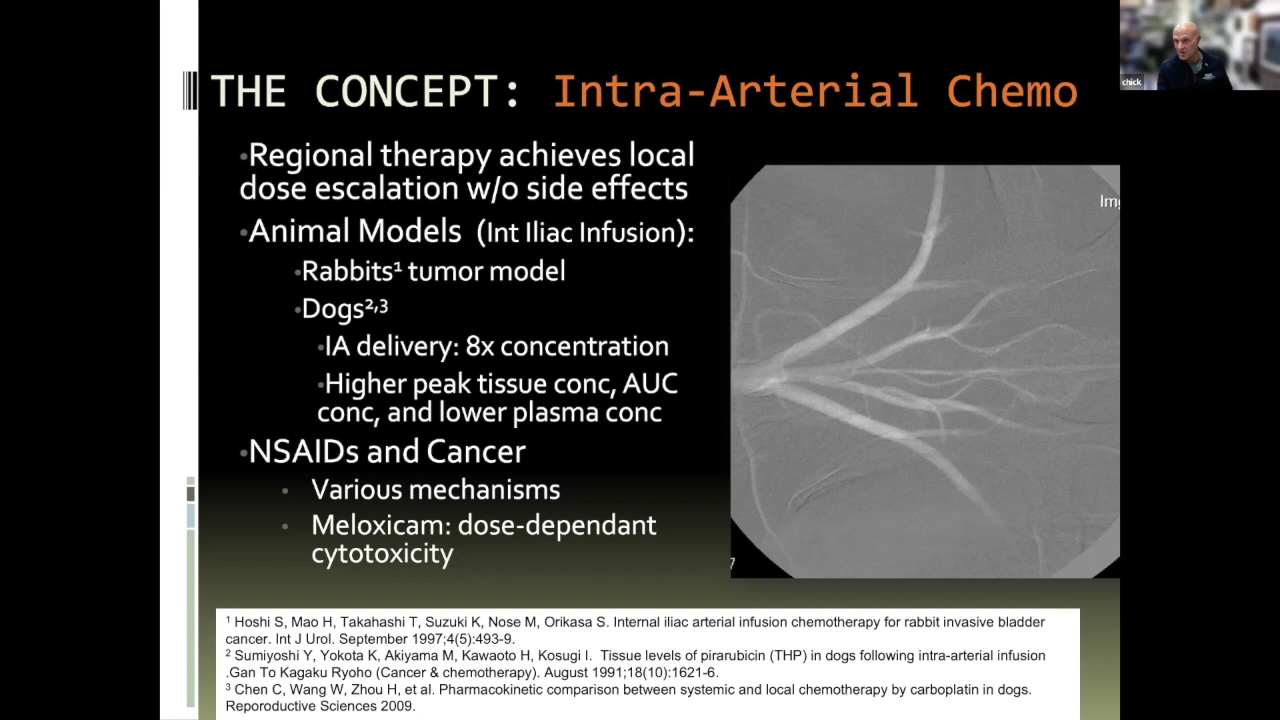 THE CONCEPT: Intra-Arterial Chemo
chick
•Regional therapy achieves local
dose escalation w/o side effects
•Animal Models (Int Iliac Infusion):
•Rabbits¹ tumor model
•Dogs²,³
•IA delivery: 8x concentration
•Higher peak tissue conc, AUC
conc, and lower plasma conc
•NSAIDs and Cancer
• Various mechanisms
• Meloxicam: dose-dependant
cytotoxicity
Im
7
¹ Hoshi S, Mao H, Takahashi T, Suzuki K, Nose M, Orikasa S. Internal iliac arterial infusion chemotherapy for rabbit invasive bladder
cancer. Int J Urol. September 1997;4(5):493-9.
² Sumiyoshi Y, Yokota K, Akiyama M, Kawaoto H, Kosugi I. Tissue levels of pirarubicin (THP) in dogs following intra-arterial infusion
.Gan To Kagaku Ryoho (Cancer & chemotherapy). August 1991;18(10):1621-6.
³ Chen C, Wang W, Zhou H, et al. Pharmacokinetic comparison between systemic and local chemotherapy by carboplatin in dogs.
Reporoductive Sciences 2009.